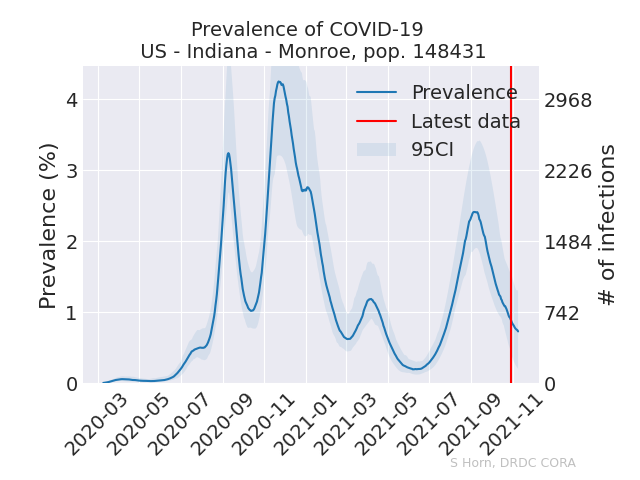 Prevalence of COVID-19
US - Indiana - Monroe, pop. 148431
Prevalence (%)
4
3
2
1
0
Prevalence
Latest data
95CI
2968
2226
1484
742
0
# of infections
2020-03
2020-05
2020-07
2020-09
2020-11
2021-01
2021-03
2021-05
2021-07
2021-09
2021-11
S Horn, DRDC CORA